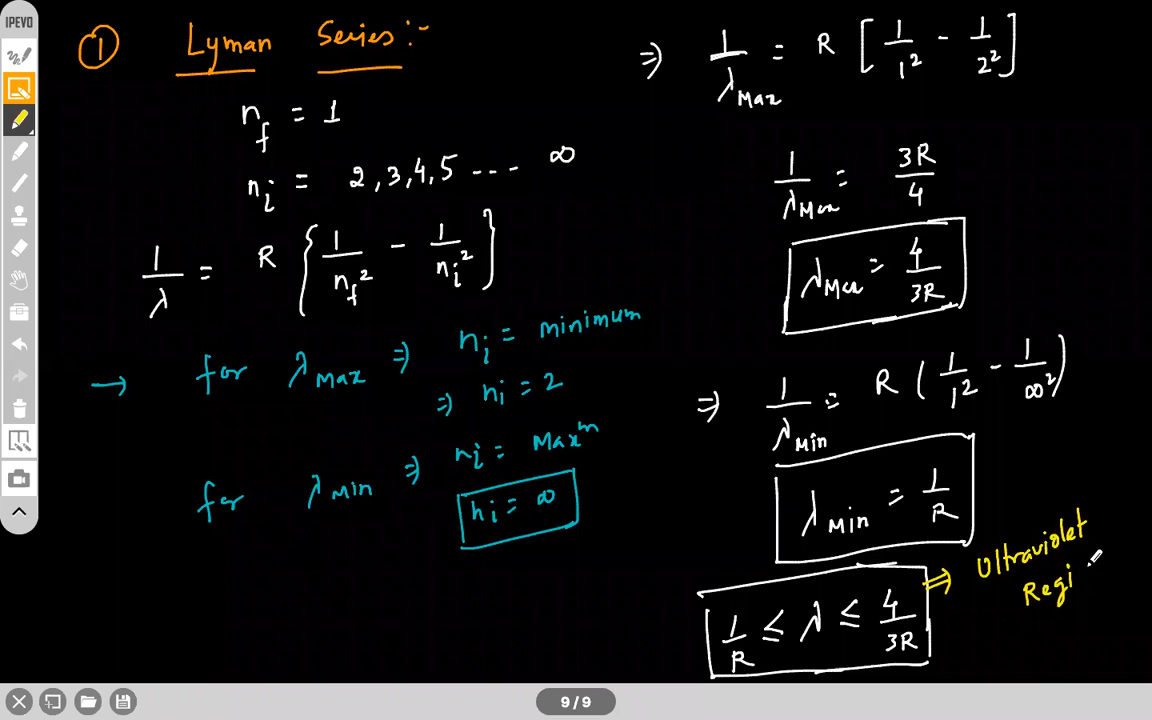 IPEVO
① Lyman Series:-
n_f = 1
n_i = 2, 3, 4, 5 --- ∞
1/λ = R {1/n_f² - 1/n_i²}
→ for λ_Max ⇒ n_i = minimum
⇒ n_i = 2
for λ_Min ⇒ n_i = Maxᵐ
n_i = ∞
⇒ 1/λ_Max = R [1/1² - 1/2²]
1/λ_Max = 3R/4
λ_Max = 4/3R
⇒ 1/λ_Min = R (1/1² - 1/∞²)
λ_Min = 1/R
1/R ≤ λ ≤ 4/3R ⇒ Ultraviolet
Regi
9/9